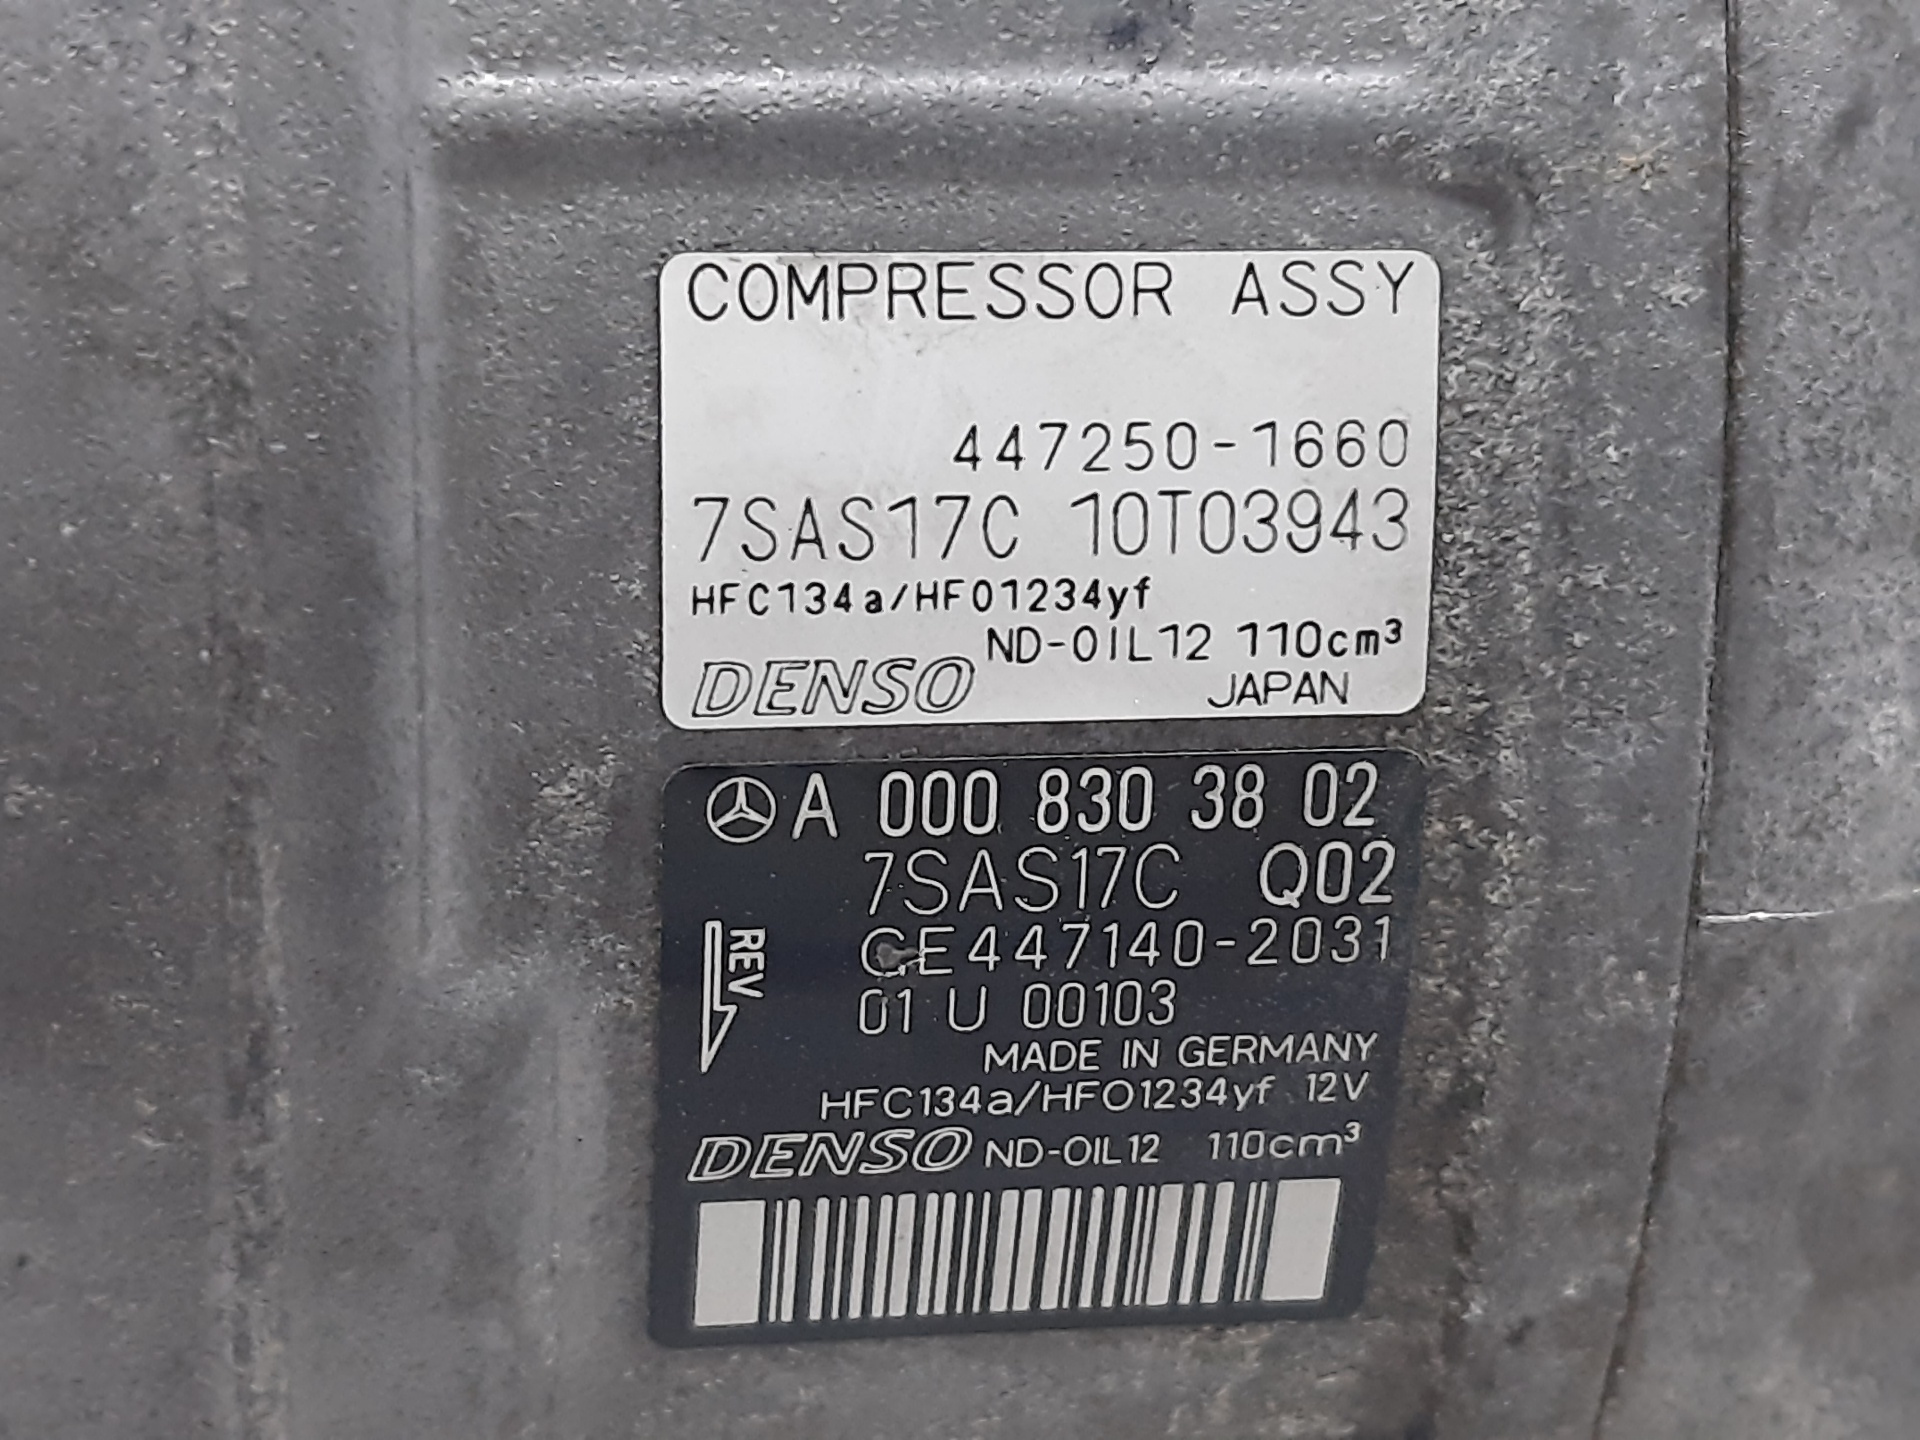 COMPRESSOR ASSY
447250-1660
7SAS17C 10T03943
HFC134a/HFO1234yf
ND-OIL12 110cm³
DENSO JAPAN
A 000 830 38 02
7SAS17C Q02
GE447140-2031
REV
01 U 00103
MADE IN GERMANY
HFC134a/HFO1234yf 12V
DENSO ND-OIL12 110cm³